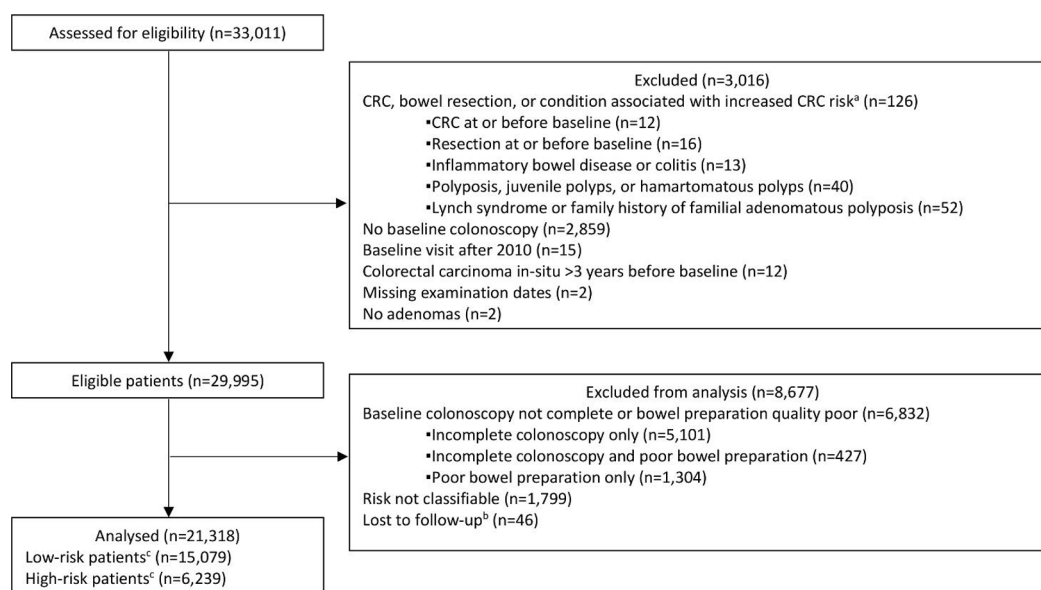 Assessed for eligibility (n=33,011)
Excluded (n=3,016)
CRC, bowel resection, or condition associated with increased CRC riskᵃ (n=126)
▪CRC at or before baseline (n=12)
▪Resection at or before baseline (n=16)
▪Inflammatory bowel disease or colitis (n=13)
▪Polyposis, juvenile polyps, or hamartomatous polyps (n=40)
▪Lynch syndrome or family history of familial adenomatous polyposis (n=52)
No baseline colonoscopy (n=2,859)
Baseline visit after 2010 (n=15)
Colorectal carcinoma in-situ >3 years before baseline (n=12)
Missing examination dates (n=2)
No adenomas (n=2)
Eligible patients (n=29,995)
Excluded from analysis (n=8,677)
Baseline colonoscopy not complete or bowel preparation quality poor (n=6,832)
▪Incomplete colonoscopy only (n=5,101)
▪Incomplete colonoscopy and poor bowel preparation (n=427)
▪Poor bowel preparation only (n=1,304)
Risk not classifiable (n=1,799)
Lost to follow-upᵇ (n=46)
Analysed (n=21,318)
Low-risk patientsᶜ (n=15,079)
High-risk patientsᶜ (n=6,239)